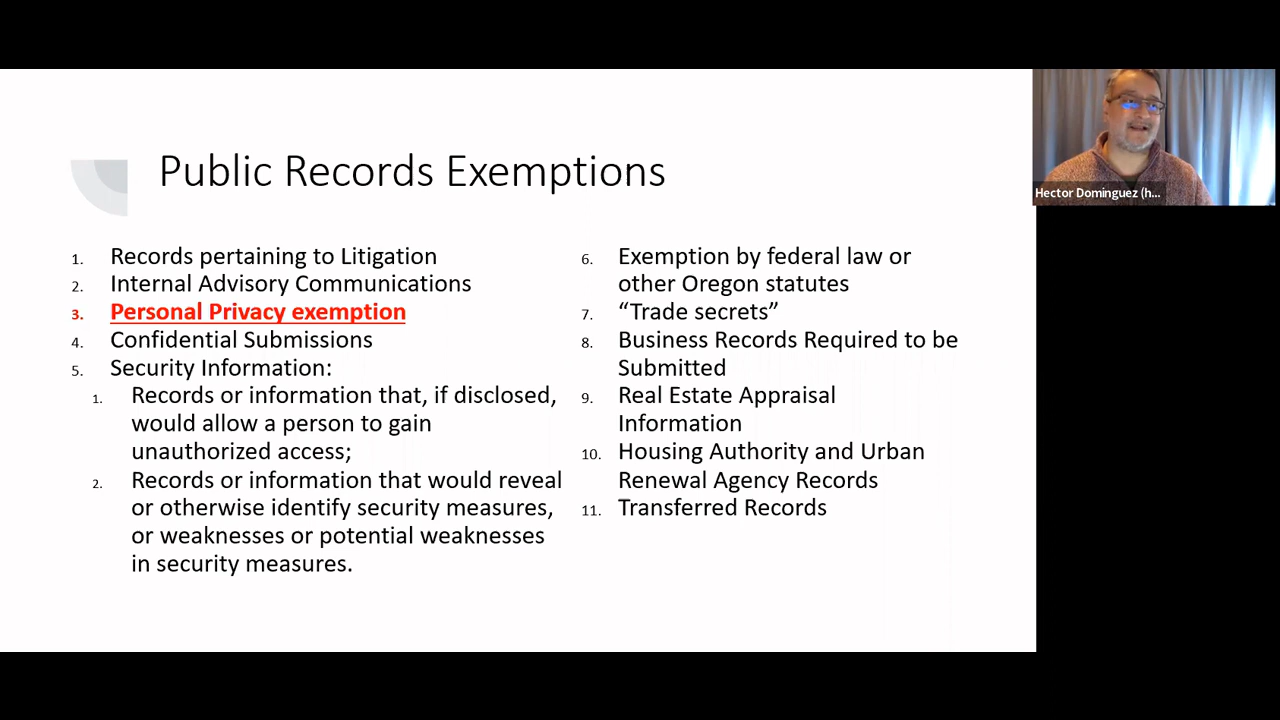 Public Records Exemptions
1. Records pertaining to Litigation
2. Internal Advisory Communications
3. Personal Privacy exemption
4. Confidential Submissions
5. Security Information:
1. Records or information that, if disclosed,
would allow a person to gain
unauthorized access;
2. Records or information that would reveal
or otherwise identify security measures,
or weaknesses or potential weaknesses
in security measures.
6. Exemption by federal law or
other Oregon statutes
7. “Trade secrets”
8. Business Records Required to be
Submitted
9. Real Estate Appraisal
Information
10. Housing Authority and Urban
Renewal Agency Records
11. Transferred Records
Hector Dominguez (h...